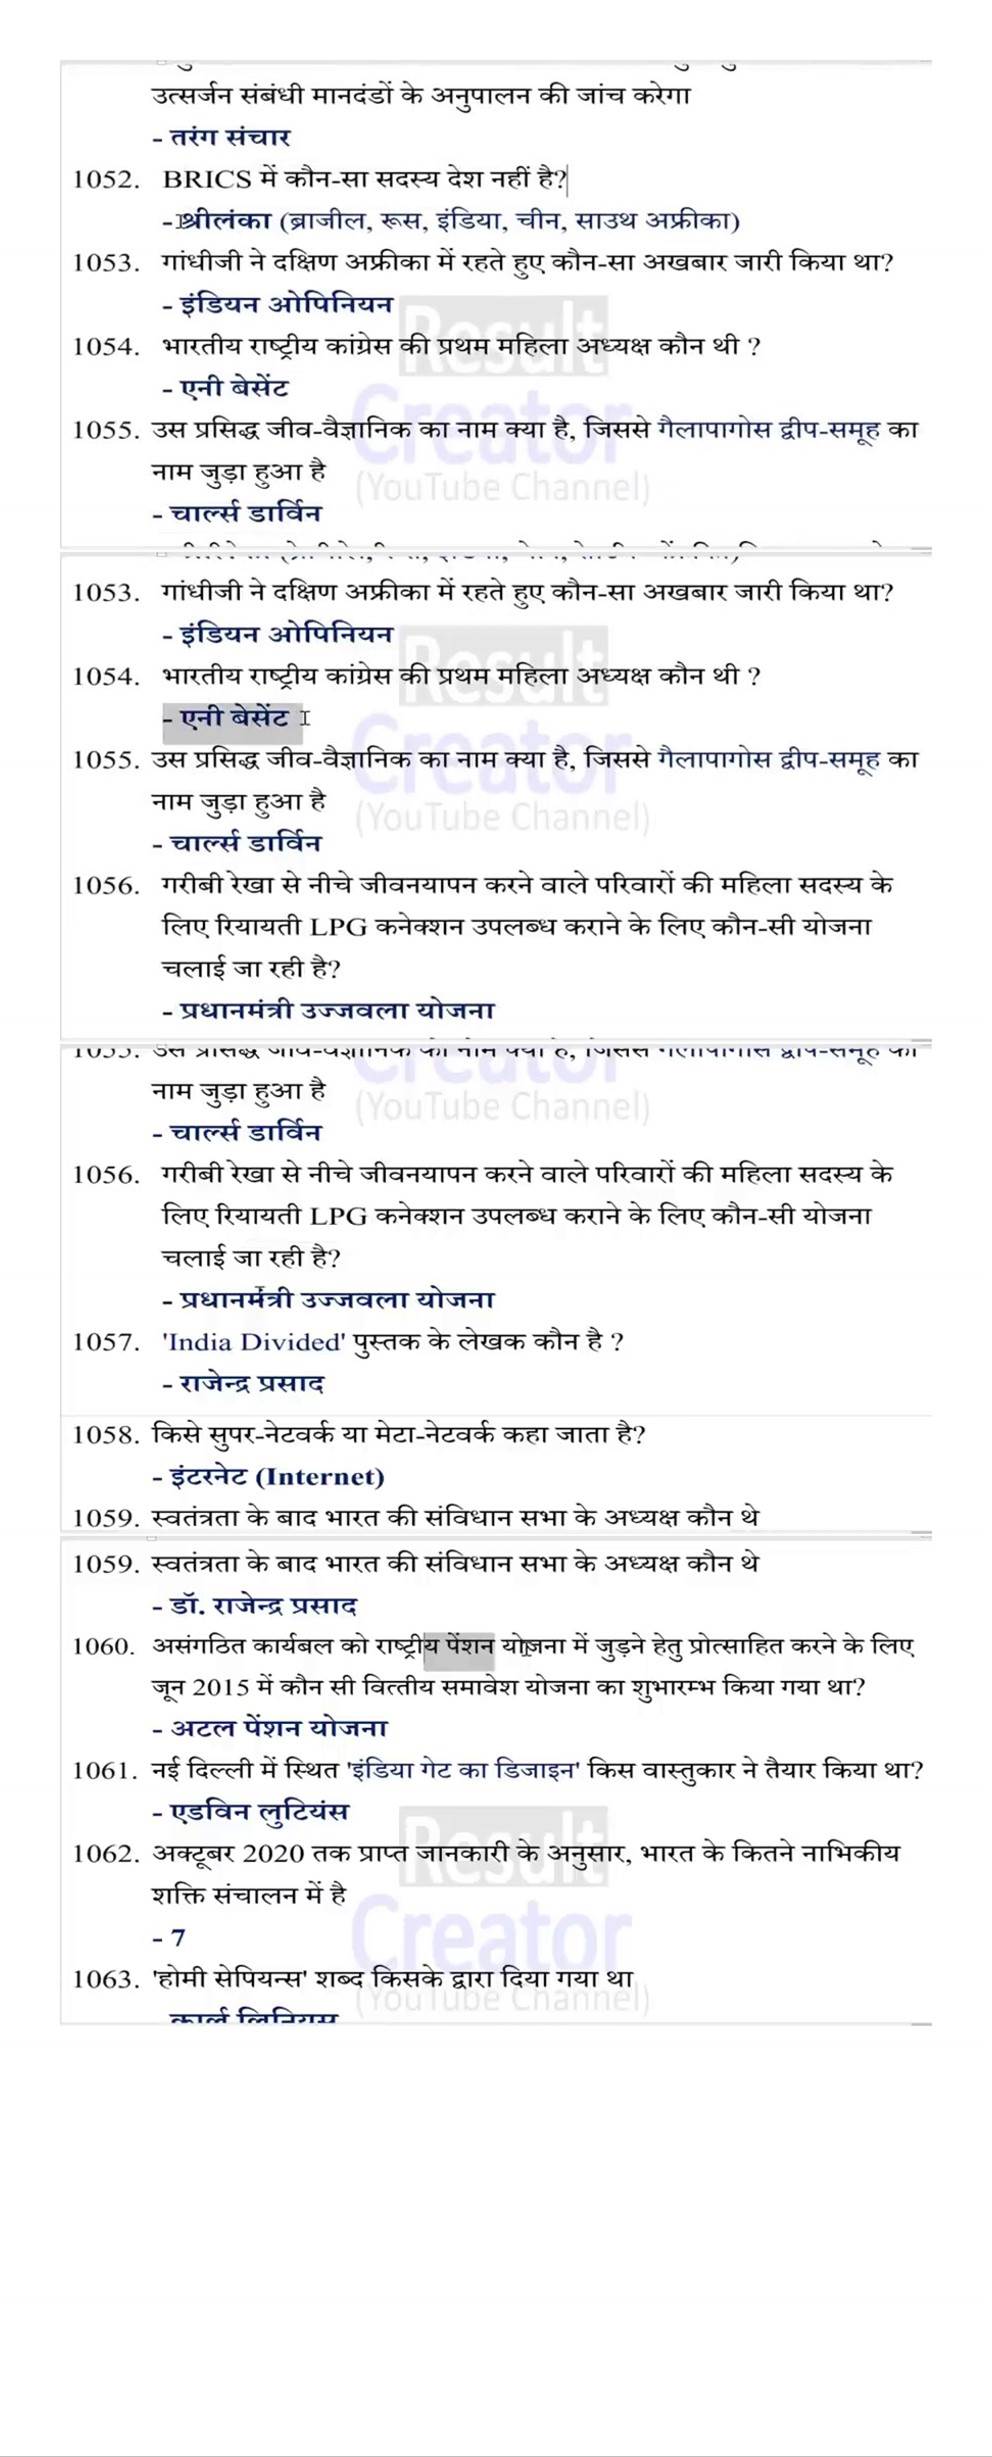 उत्सर्जन संबंधी मानदंडों के अनुपालन की जांच करेगा
- तरंग संचार
1052. BRICS में कौन-सा सदस्य देश नहीं है?
- श्रीलंका (ब्राजील, रूस, इंडिया, चीन, साउथ अफ्रीका)
1053. गांधीजी ने दक्षिण अफ्रीका में रहते हुए कौन-सा अखबार जारी किया था?
- इंडियन ओपिनियन
Result
1054. भारतीय राष्ट्रीय कांग्रेस की प्रथम महिला अध्यक्ष कौन थी ?
- एनी बेसेंट
Creator
1055. उस प्रसिद्ध जीव-वैज्ञानिक का नाम क्या है, जिससे गैलापागोस द्वीप-समूह का
नाम जुड़ा हुआ है
(YouTube Channel)
- चार्ल्स डार्विन
1053. गांधीजी ने दक्षिण अफ्रीका में रहते हुए कौन-सा अखबार जारी किया था?
- इंडियन ओपिनियन
Result
1054. भारतीय राष्ट्रीय कांग्रेस की प्रथम महिला अध्यक्ष कौन थी ?
- एनी बेसेंट
Creator
1055. उस प्रसिद्ध जीव-वैज्ञानिक का नाम क्या है, जिससे गैलापागोस द्वीप-समूह का
नाम जुड़ा हुआ है
(YouTube Channel)
- चार्ल्स डार्विन
1056. गरीबी रेखा से नीचे जीवनयापन करने वाले परिवारों की महिला सदस्य के
लिए रियायती LPG कनेक्शन उपलब्ध कराने के लिए कौन-सी योजना
चलाई जा रही है?
- प्रधानमंत्री उज्जवला योजना
1055. उस प्रसिद्ध जीव-वैज्ञानिक का नाम क्या है, जिससे गैलापागोस द्वीप-समूह का
Creator
नाम जुड़ा हुआ है
(YouTube Channel)
- चार्ल्स डार्विन
1056. गरीबी रेखा से नीचे जीवनयापन करने वाले परिवारों की महिला सदस्य के
लिए रियायती LPG कनेक्शन उपलब्ध कराने के लिए कौन-सी योजना
चलाई जा रही है?
- प्रधानमंत्री उज्जवला योजना
1057. 'India Divided' पुस्तक के लेखक कौन है ?
- राजेन्द्र प्रसाद
1058. किसे सुपर-नेटवर्क या मेटा-नेटवर्क कहा जाता है?
- इंटरनेट (Internet)
1059. स्वतंत्रता के बाद भारत की संविधान सभा के अध्यक्ष कौन थे
1059. स्वतंत्रता के बाद भारत की संविधान सभा के अध्यक्ष कौन थे
- डॉ. राजेन्द्र प्रसाद
1060. असंगठित कार्यबल को राष्ट्रीय पेंशन योजना में जुड़ने हेतु प्रोत्साहित करने के लिए
जून 2015 में कौन सी वित्तीय समावेश योजना का शुभारम्भ किया गया था?
- अटल पेंशन योजना
1061. नई दिल्ली में स्थित 'इंडिया गेट का डिजाइन' किस वास्तुकार ने तैयार किया था?
- एडविन लुटियंस
Result
1062. अक्टूबर 2020 तक प्राप्त जानकारी के अनुसार, भारत के कितने नाभिकीय
शक्ति संचालन में है
Creator
- 7
1063. 'होमी सेपियन्स' शब्द किसके द्वारा दिया गया था
(YouTube Channel)
कार्ल लिनियस